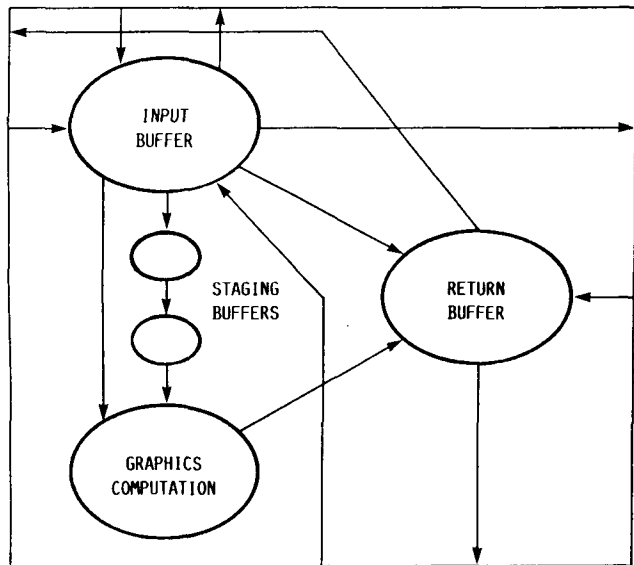 INPUT
BUFFER
STAGING
BUFFERS
RETURN
BUFFER
GRAPHICS
COMPUTATION